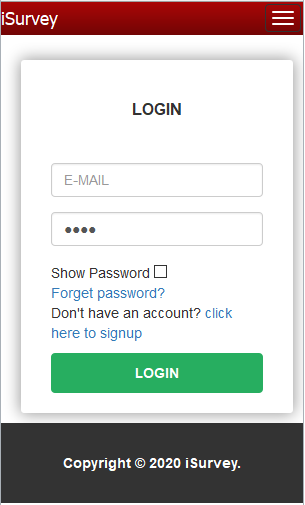 iSurvey
LOGIN
E-MAIL
••••
Show Password
Forget password?
Don't have an account? click
here to signup
LOGIN
Copyright © 2020 iSurvey.